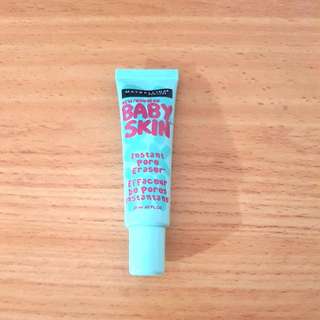 MAYBELLINE
BABY
SKIN
Instant
Pore
Eraser
Effaceur
De Pores
Instantané